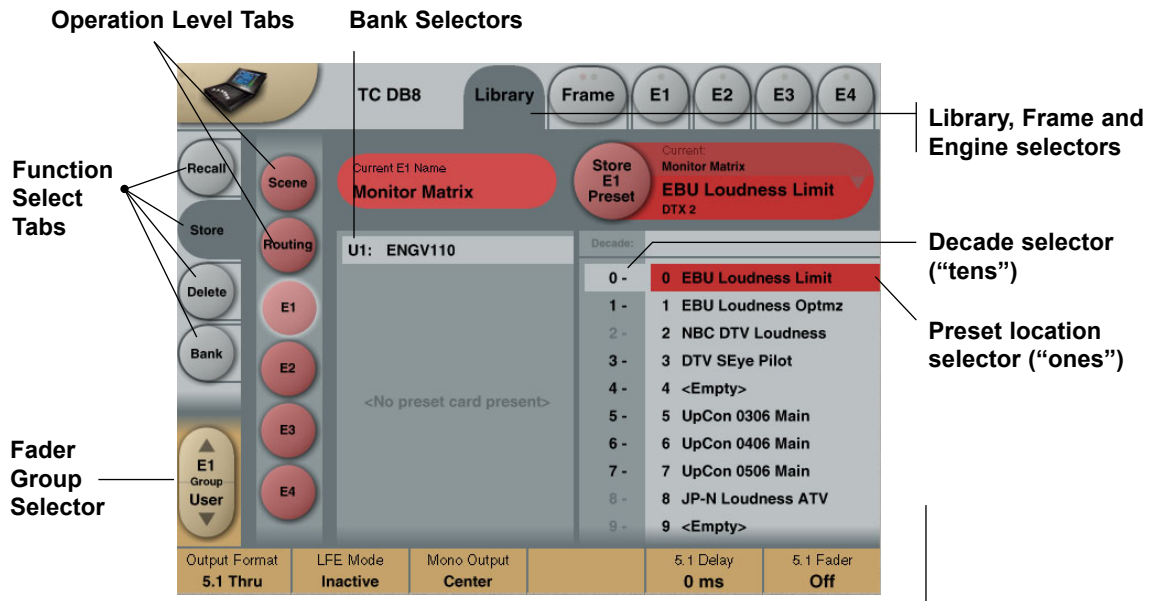 Operation Level Tabs
Bank Selectors
TC DB8
Library
Frame
E1
E2
E3
E4
Library, Frame and
Engine selectors
Function
Select
Tabs
Recall
Store
Delete
Bank
Scene
Routing
E1
E2
E3
E4
Current E1 Name
Monitor Matrix
Store
E1
Preset
Current:
Monitor Matrix
EBU Loudness Limit
DTX 2
U1: ENGV110
<No preset card present>
Decade:
0 -
1 -
2 -
3 -
4 -
5 -
6 -
7 -
8 -
9 -
0 EBU Loudness Limit
1 EBU Loudness Optmz
2 NBC DTV Loudness
3 DTV SEye Pilot
4 <Empty>
5 UpCon 0306 Main
6 UpCon 0406 Main
7 UpCon 0506 Main
8 JP-N Loudness ATV
9 <Empty>
Decade selector
(“tens”)
Preset location
selector (“ones”)
Fader
Group
Selector
E1
Group
User
Output Format
5.1 Thru
LFE Mode
Inactive
Mono Output
Center
5.1 Delay
0 ms
5.1 Fader
Off